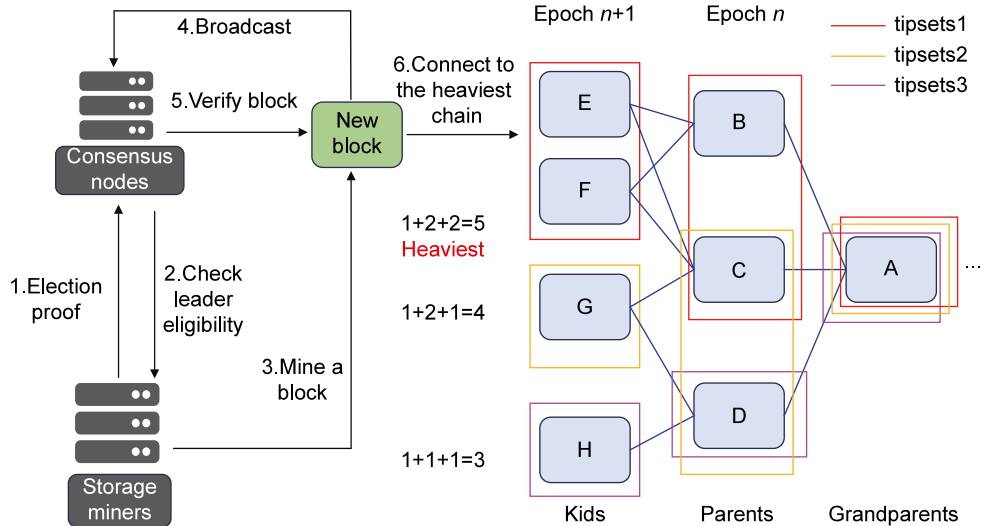 4.Broadcast
5.Verify block
Consensus
nodes
New
block
6.Connect to
the heaviest
chain
1.Election
proof
2.Check
leader
eligibility
3.Mine a
block
Storage
miners
Epoch n+1
Epoch n
tipsets1
tipsets2
tipsets3
E
F
B
1+2+2=5
Heaviest
C
A
...
G
1+2+1=4
D
H
1+1+1=3
Kids
Parents
Grandparents